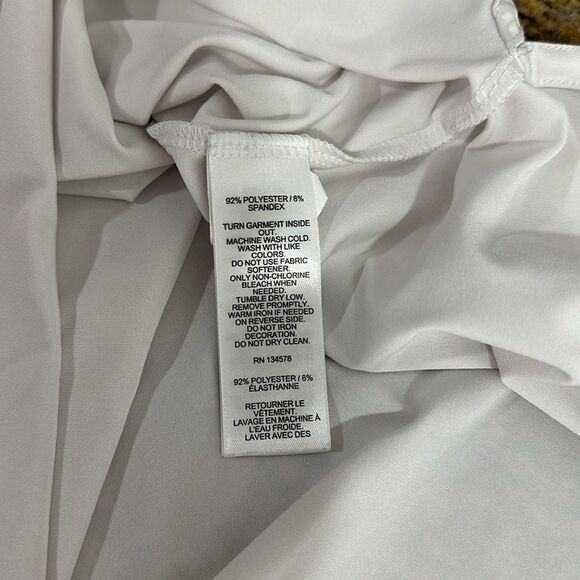 92% POLYESTER / 8%
SPANDEX
TURN GARMENT INSIDE
OUT.
MACHINE WASH COLD.
WASH WITH LIKE
COLORS.
DO NOT USE FABRIC
SOFTENER.
ONLY NON-CHLORINE
BLEACH WHEN
NEEDED.
TUMBLE DRY LOW.
REMOVE PROMPTLY.
WARM IRON IF NEEDED
ON REVERSE SIDE.
DO NOT IRON
DECORATION.
DO NOT DRY CLEAN.
RN 134578
92% POLYESTER / 8%
ÉLASTHANNE
RETOURNER LE
VÊTEMENT.
LAVAGE EN MACHINE À
L'EAU FROIDE.
LAVER AVEC DES